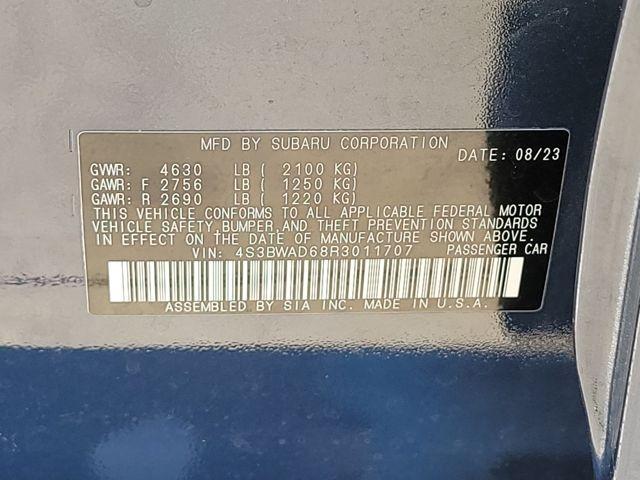 MFD BY SUBARU CORPORATION
DATE: 08/23
GVWR: 4630 LB ( 2100 KG)
GAWR: F 2756 LB ( 1250 KG)
GAWR: R 2690 LB ( 1220 KG)
THIS VEHICLE CONFORMS TO ALL APPLICABLE FEDERAL MOTOR
VEHICLE SAFETY, BUMPER, AND THEFT PREVENTION STANDARDS
IN EFFECT ON THE DATE OF MANUFACTURE SHOWN ABOVE.
VIN: 4S3BWAD68R3011707 PASSENGER CAR
ASSEMBLED BY SIA INC. MADE IN U.S.A.